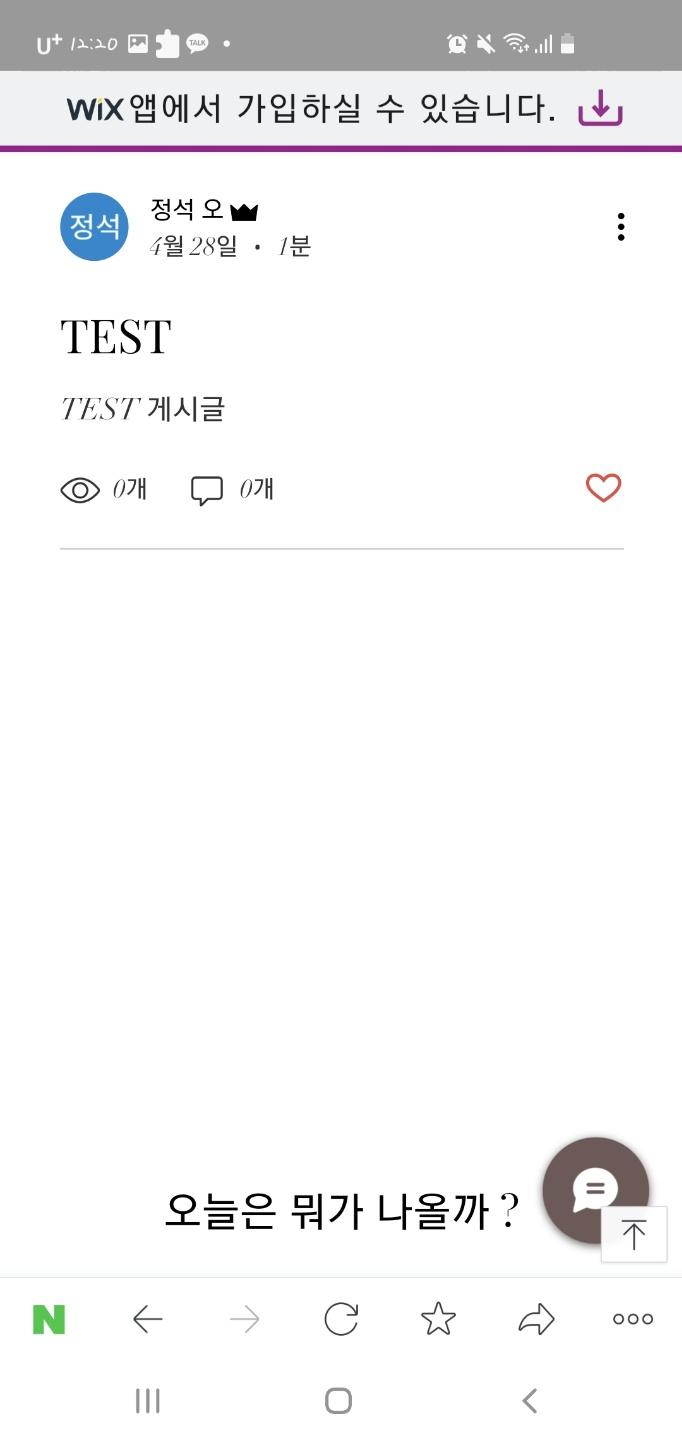 U+ 12:20 TALK
WiX 앱에서 가입하실 수 있습니다.
정석
정석 오
4월 28일 • 1분
TEST
TEST 게시글
0개 0개
오늘은 뭐가 나올까 ?
N